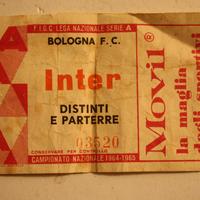 F.I.G.C. LEGA NAZIONALE SERIE A
BOLOGNA F. C.
Inter
DISTINTI
E PARTERRE
03520
CONSERVARE PER CONTROLLO
CAMPIONATO NAZIONALE 1964-1965
Movil ®
la maglia
degli sportivi